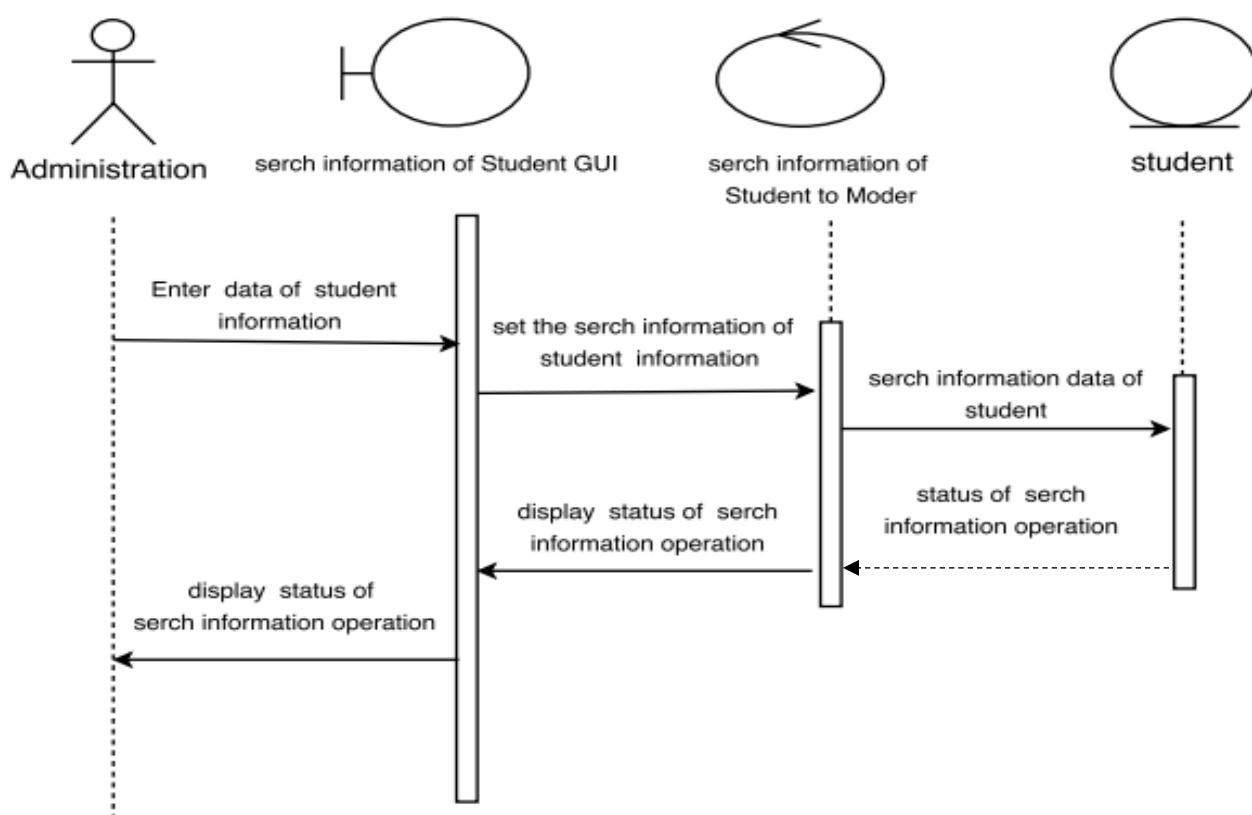 Administration
serch information of Student GUI
serch information of
Student to Moder
student
Enter data of student
information
set the serch information of
student information
serch information data of
student
status of serch
information operation
display status of serch
information operation
display status of
serch information operation